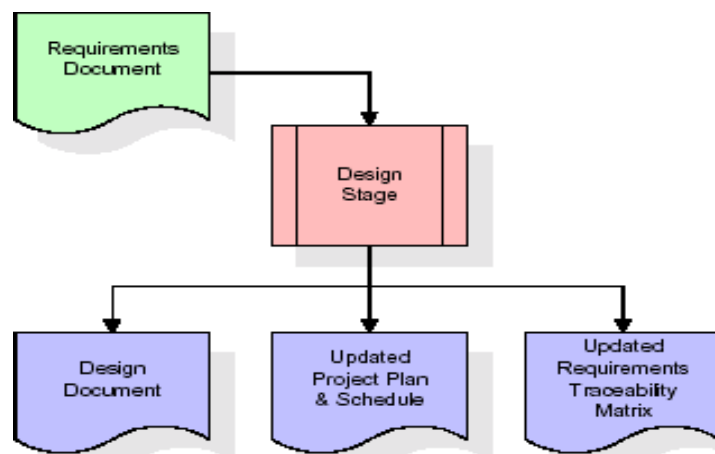 Requirements
Document
Design
Stage
Design
Document
Updated
Project Plan
& Schedule
Updated
Requirements
Traceability
Matrix